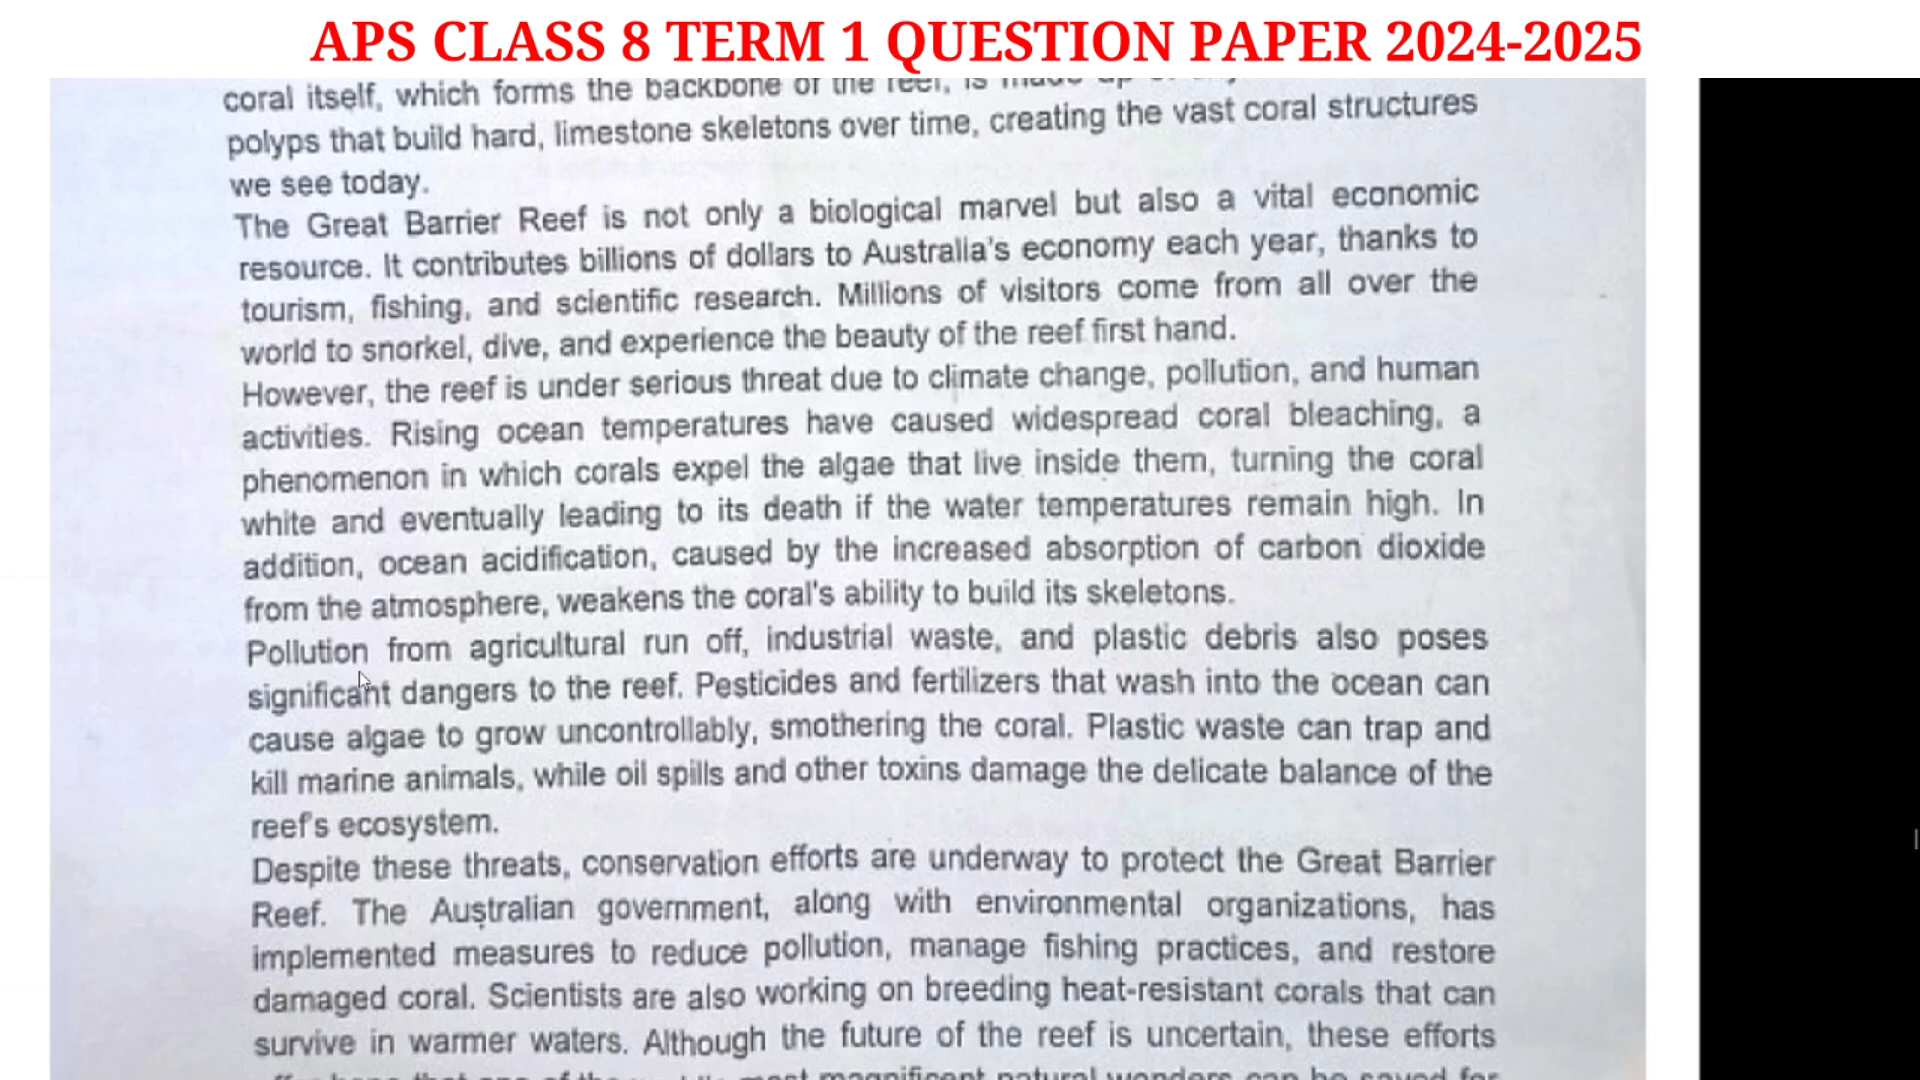 APS CLASS 8 TERM 1 QUESTION PAPER 2024-2025
coral itself, which forms the backbone of the reef, is made up of
polyps that build hard, limestone skeletons over time, creating the vast coral structures
we see today.
The Great Barrier Reef is not only a biological marvel but also a vital economic
resource. It contributes billions of dollars to Australia's economy each year, thanks to
tourism, fishing, and scientific research. Millions of visitors come from all over the
world to snorkel, dive, and experience the beauty of the reef first hand.
However, the reef is under serious threat due to climate change, pollution, and human
activities. Rising ocean temperatures have caused widespread coral bleaching, a
phenomenon in which corals expel the algae that live inside them, turning the coral
white and eventually leading to its death if the water temperatures remain high. In
addition, ocean acidification, caused by the increased absorption of carbon dioxide
from the atmosphere, weakens the coral's ability to build its skeletons.
Pollution from agricultural run off, industrial waste, and plastic debris also poses
significant dangers to the reef. Pesticides and fertilizers that wash into the ocean can
cause algae to grow uncontrollably, smothering the coral. Plastic waste can trap and
kill marine animals, while oil spills and other toxins damage the delicate balance of the
reef's ecosystem.
Despite these threats, conservation efforts are underway to protect the Great Barrier
Reef. The Australian government, along with environmental organizations, has
implemented measures to reduce pollution, manage fishing practices, and restore
damaged coral. Scientists are also working on breeding heat-resistant corals that can
survive in warmer waters. Although the future of the reef is uncertain, these efforts
most magnificent natural wonders can be saved for